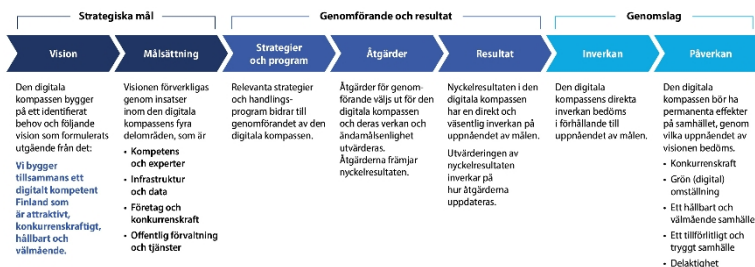 Strategiska mål
Genomförande och resultat
Genomslag
Vision
Målsättning
Strategier
och program
Åtgärder
Resultat
Inverkan
Påverkan
Den digitala
kompassen bygger
på ett identifierat
behov och följande
vision som formulerats
utgående från det:
Vi bygger
tillsammans ett
digitalt kompetent
Finland som
är attraktivt,
konkurrenskraftigt,
hållbart och
välmående.
Visionen förverkligas
genom insatser
inom den digitala
kompassens fyra
delområden, som är
• Kompetens
och experter
• Infrastruktur
och data
• Företag och
konkurrenskraft
• Offentlig förvaltning
och tjänster
Relevanta strategier
och handlings-
program bidrar till
genomförandet av den
digitala kompassen.
Åtgärder för genom-
förande väljs ut för den
digitala kompassen
och deras verkan och
ändamålsenlighet
utvärderas.
Åtgärderna främjar
nyckelresultaten.
Nyckelresultaten i den
digitala kompassen
har en direkt och
väsentlig inverkan på
uppnåendet av målen.
Utvärderingen av
nyckelresultaten
inverkar på
hur åtgärderna
uppdateras.
Den digitala
kompassens direkta
inverkan bedöms
i förhållande till
uppnåendet av målen.
Den digitala
kompassen bör ha
permanenta effekter
på samhället, genom
vilka uppnåendet av
visionen bedöms.
• Konkurrenskraft
• Grön (digital)
omställning
• Ett hållbart och
välmående samhälle
• Ett tillförlitligt och
tryggt samhälle
• Delaktighet